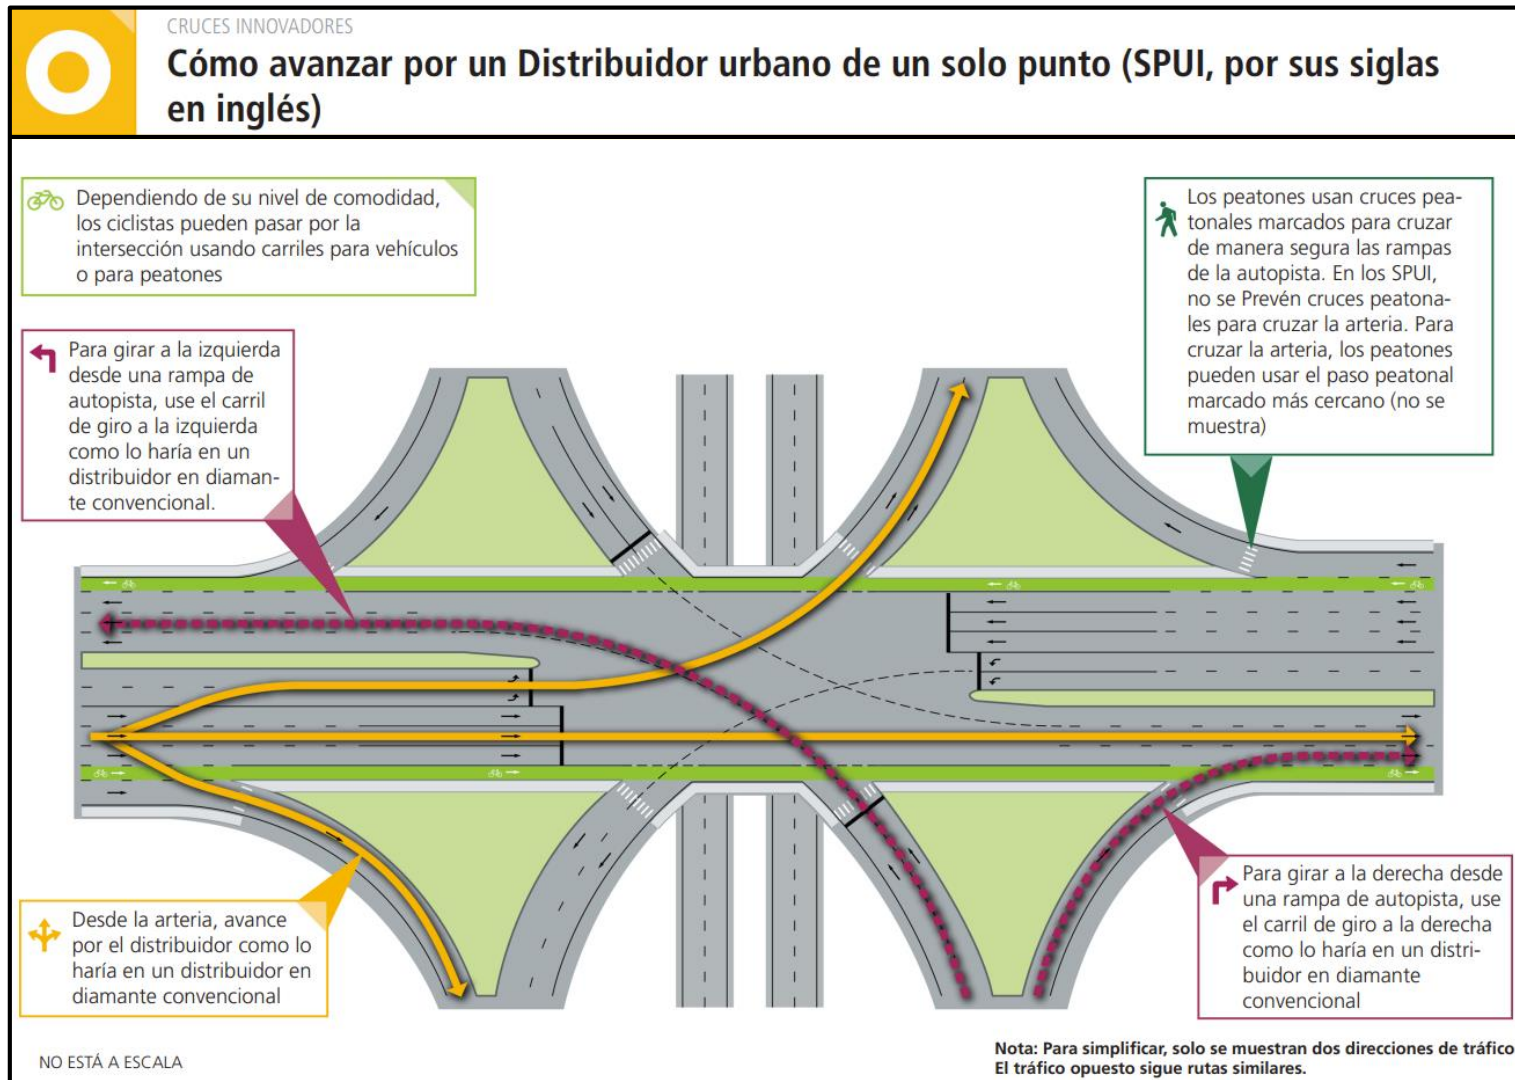 CRUCES INNOVADORES
Cómo avanzar por un Distribuidor urbano de un solo punto (SPUI, por sus siglas
en inglés)
Dependiendo de su nivel de comodidad,
los ciclistas pueden pasar por la
intersección usando carriles para vehículos
o para peatones
Los peatones usan cruces pea-
tonales marcados para cruzar
de manera segura las rampas
de la autopista. En los SPUI,
no se Prevén cruces peatona-
les para cruzar la arteria. Para
cruzar la arteria, los peatones
pueden usar el paso peatonal
marcado más cercano (no se
muestra)
Para girar a la izquierda
desde una rampa de
autopista, use el carril
de giro a la izquierda
como lo haría en un
distribuidor en diaman-
te convencional.
Desde la arteria, avance
por el distribuidor como lo
haría en un distribuidor en
diamante convencional
Para girar a la derecha desde
una rampa de autopista, use
el carril de giro a la derecha
como lo haría en un distri-
buidor en diamante
convencional
NO ESTÁ A ESCALA
Nota: Para simplificar, solo se muestran dos direcciones de tráfico
El tráfico opuesto sigue rutas similares.